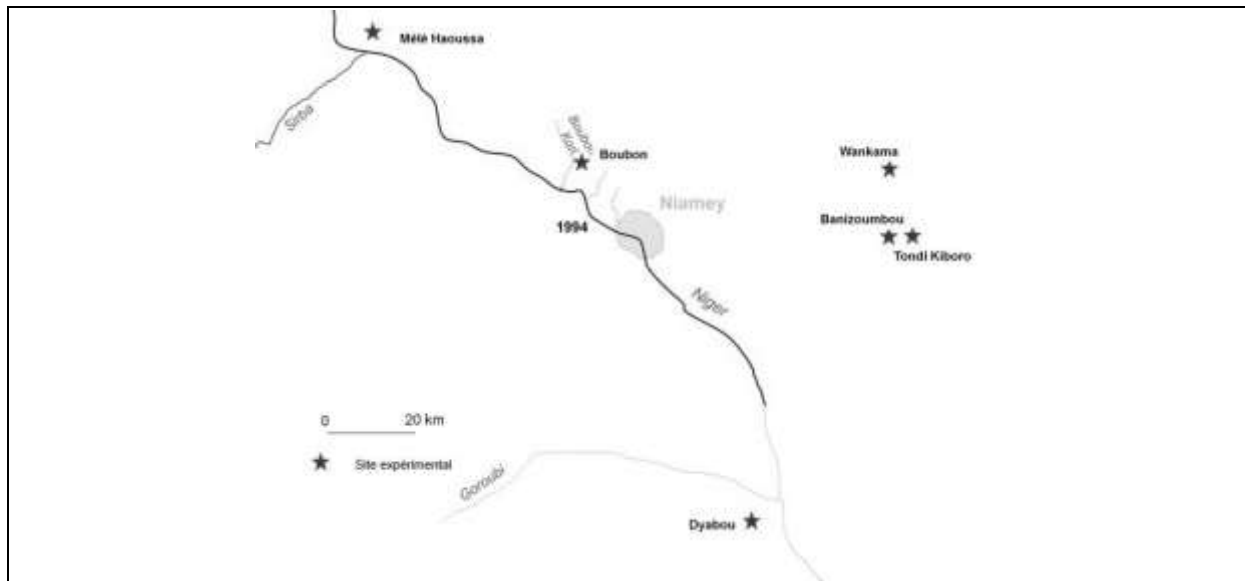 Mélé Haoussa
Sirba
Boubon
Kori
Boubon
Wankama
Niamey
Banizoumbou
1994
Tondi Kiboro
Niger
0 20 km
Site expérimental
Goroubi
Dyabou